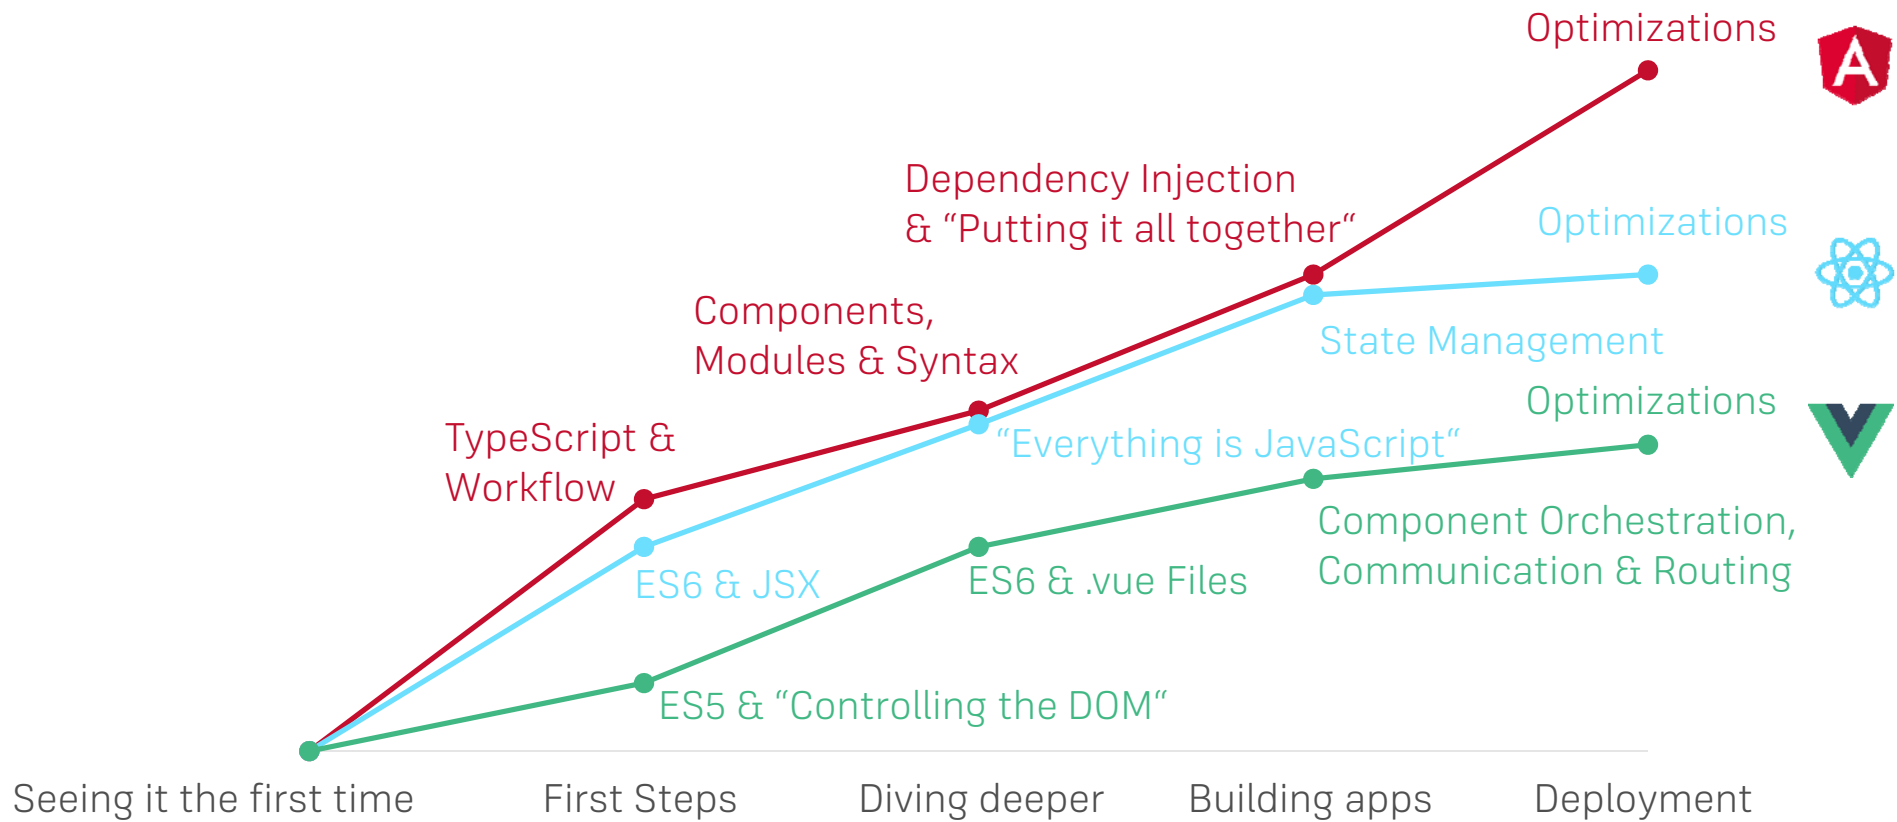 Optimizations
Dependency Injection
& “Putting it all together“
Optimizations
Components,
Modules & Syntax
State Management
Optimizations
TypeScript &
Workflow
“Everything is JavaScript“
Component Orchestration,
Communication & Routing
ES6 & JSX
ES6 & .vue Files
ES5 & “Controlling the DOM“
Seeing it the first time
First Steps
Diving deeper
Building apps
Deployment